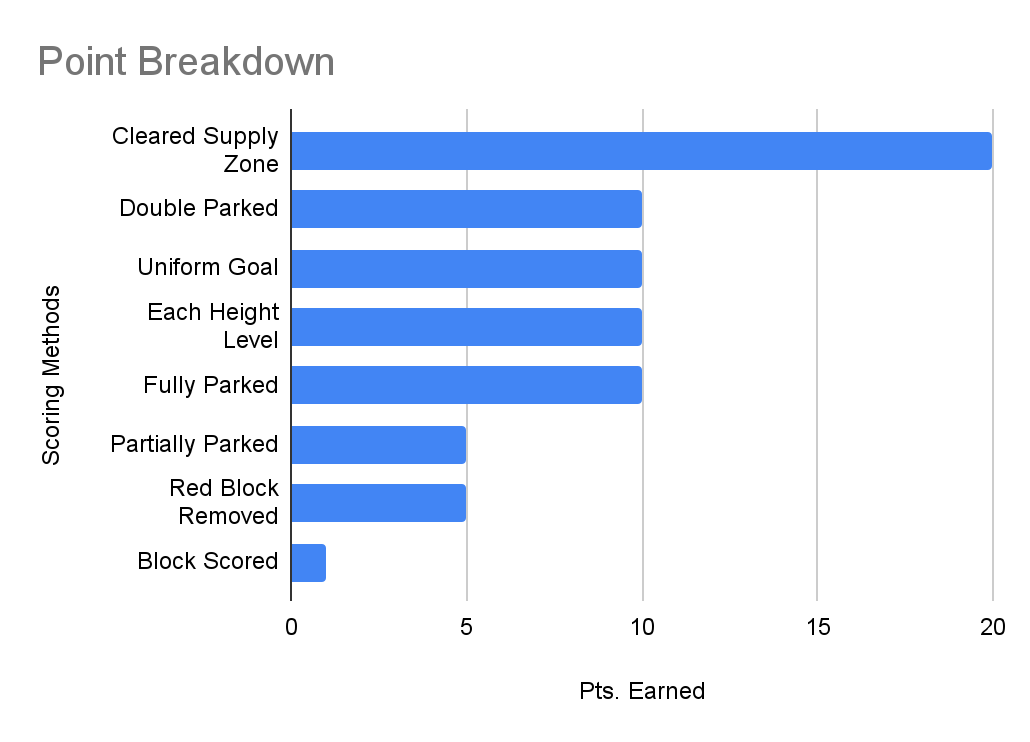 Point Breakdown
Scoring Methods
Cleared Supply
Zone
Double Parked
Uniform Goal
Each Height
Level
Fully Parked
Partially Parked
Red Block
Removed
Block Scored
0 5 10 15 20
Pts. Earned